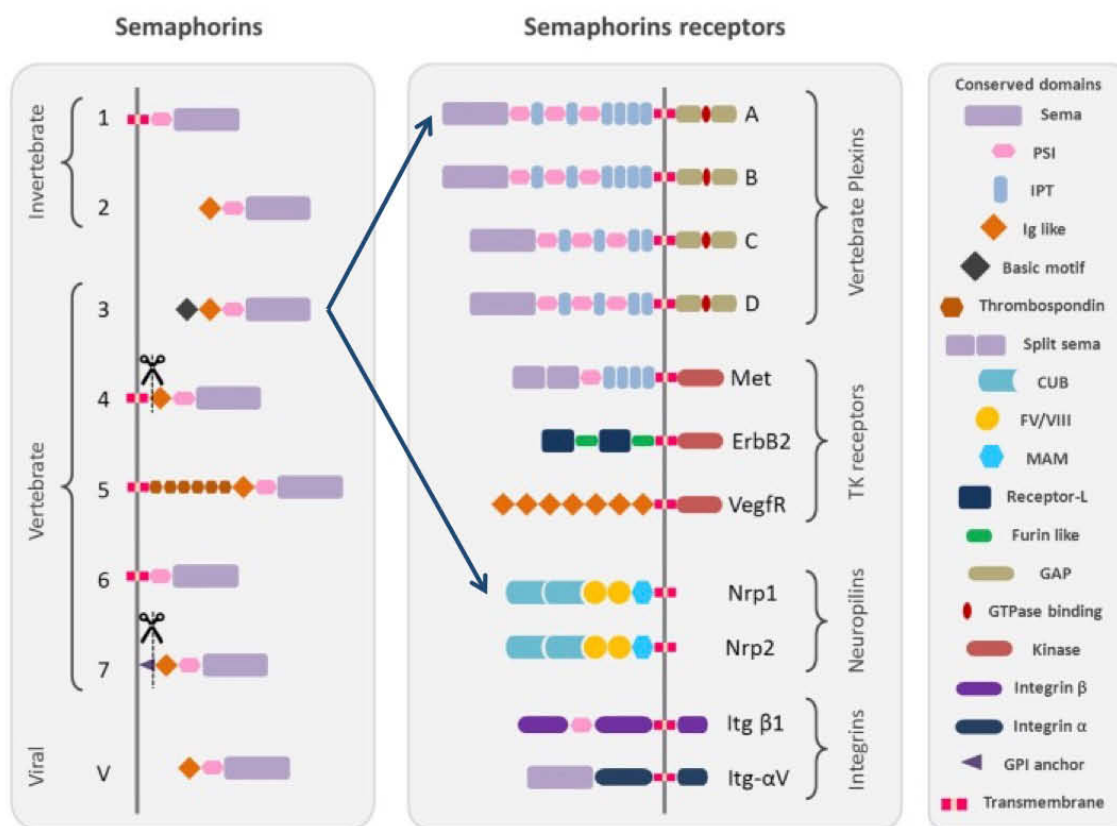 Semaphorins
Semaphorins receptors
Invertebrate
1
2
Vertebrate
3
4
5
6
7
Viral
V
A
B
C
D
Vertebrate Plexins
Met
ErbB2
VegfR
TK receptors
Nrp1
Nrp2
Neuropilins
Itg β1
Itg-αV
Integrins
Conserved domains
Sema
PSI
IPT
Ig like
Basic motif
Thrombospondin
Split sema
CUB
FV/VIII
MAM
Receptor-L
Furin like
GAP
GTPase binding
Kinase
Integrin β
Integrin α
GPI anchor
Transmembrane